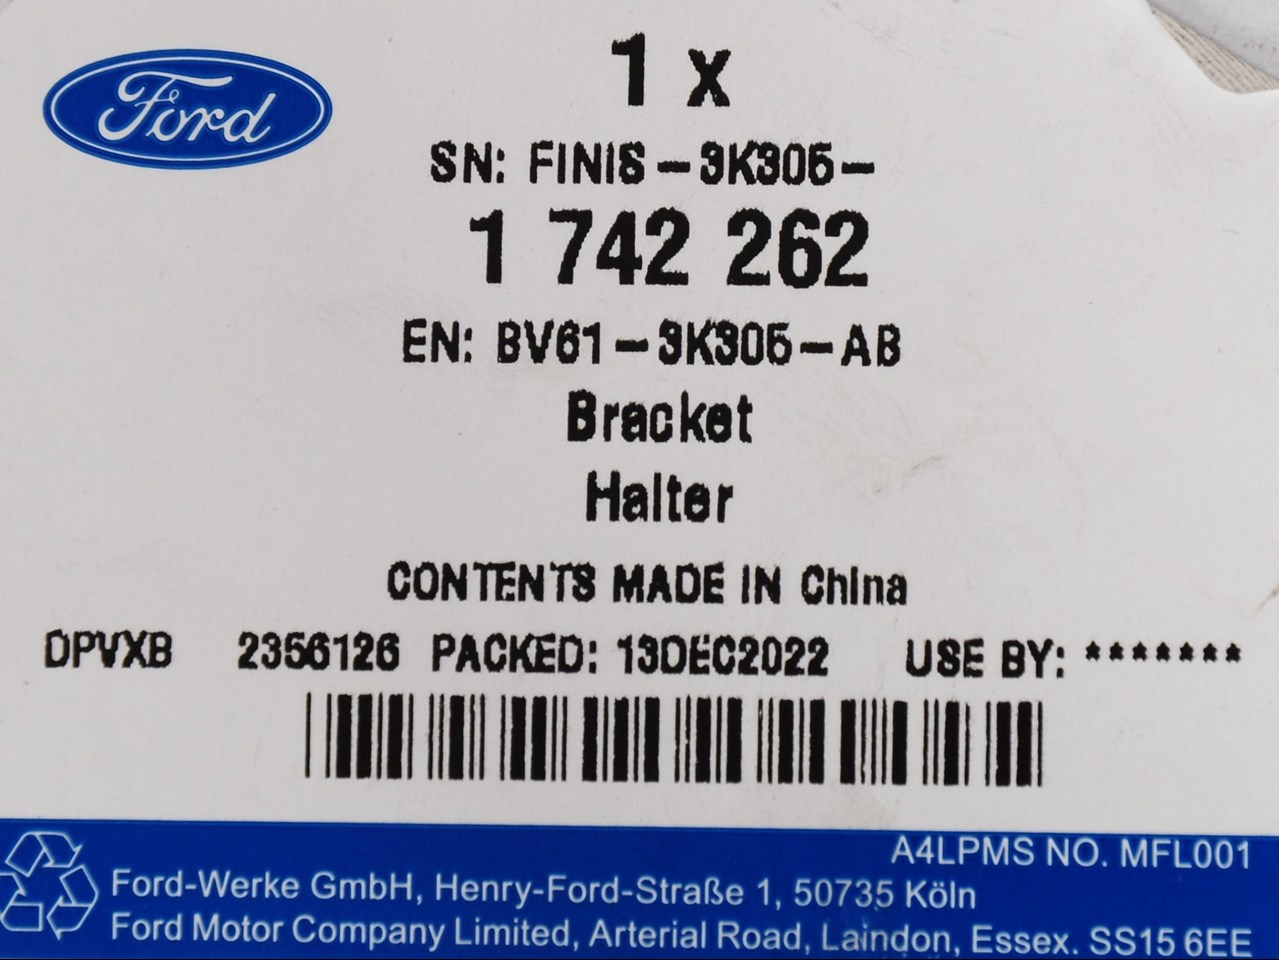 Ford
1 x
SN: FINIS-3K305-
1 742 262
EN: BV61-3K305-AB
Bracket
Halter
CONTENTS MADE IN China
DPVXB 2356126 PACKED: 13DEC2022 USE BY: *******
A4LPMS NO. MFL001
Ford-Werke GmbH, Henry-Ford-Straße 1, 50735 Köln
Ford Motor Company Limited, Arterial Road, Laindon, Essex. SS15 6EE